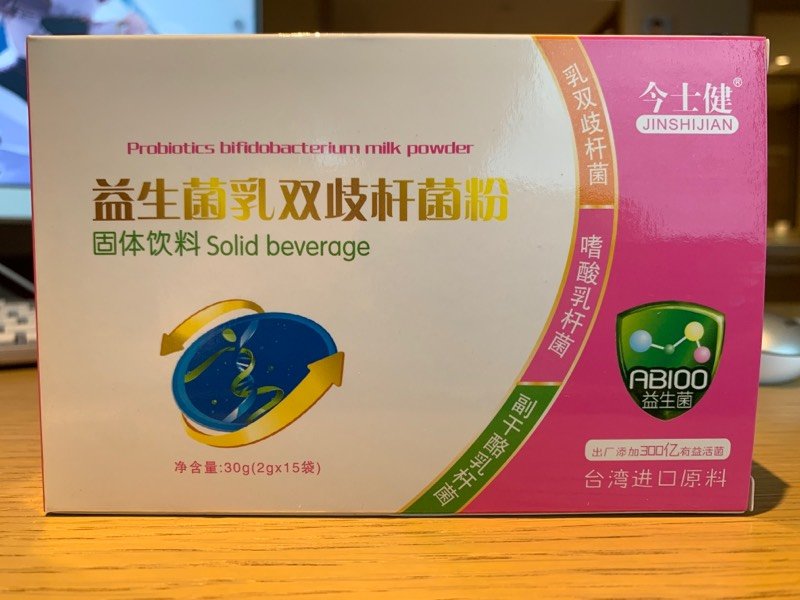 Probiotics bifidobacterium milk powder
益生菌乳双歧杆菌粉
固体饮料 Solid beverage
净含量:30g(2gx15袋)
乳双歧杆菌
嗜酸乳杆菌
副干酪乳杆菌
今士健®
JINSHIJIAN
AB100
益生菌
出厂添加300亿有益活菌
台湾进口原料